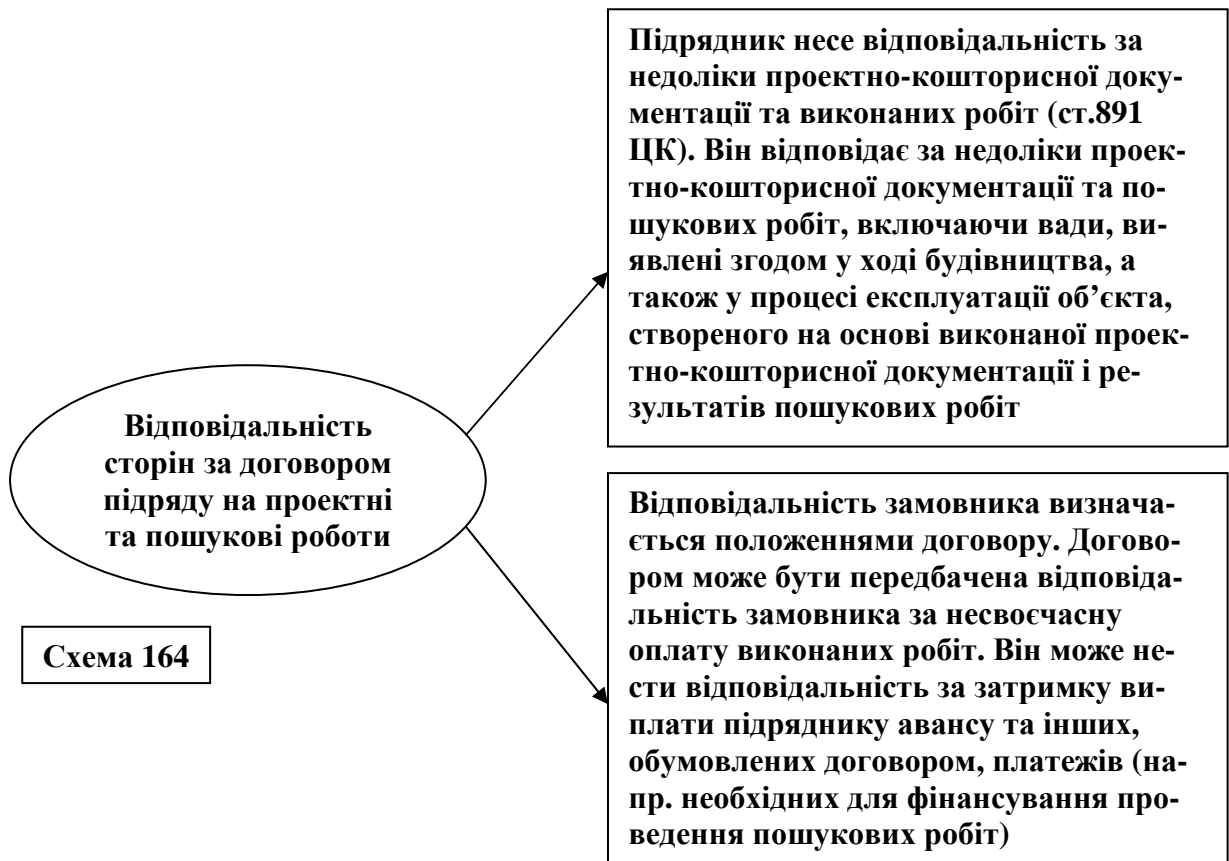 Підрядник несе відповідальність за
недоліки проектно-кошторисної доку-
ментації та виконаних робіт (ст.891
ЦК). Він відповідає за недоліки проек-
тно-кошторисної документації та по-
шукових робіт, включаючи вади, ви-
явлені згодом у ході будівництва, а
також у процесі експлуатації об’єкта,
створеного на основі виконаної проек-
тно-кошторисної документації і ре-
зультатів пошукових робіт
Відповідальність
сторін за договором
підряду на проектні
та пошукові роботи
Відповідальність замовника визнача-
ється положеннями договору. Догово-
ром може бути передбачена відповіда-
льність замовника за несвоєчасну
оплату виконаних робіт. Він може не-
сти відповідальність за затримку ви-
плати підряднику авансу та інших,
обумовлених договором, платежів (на-
пр. необхідних для фінансування про-
ведення пошукових робіт)
Схема 164